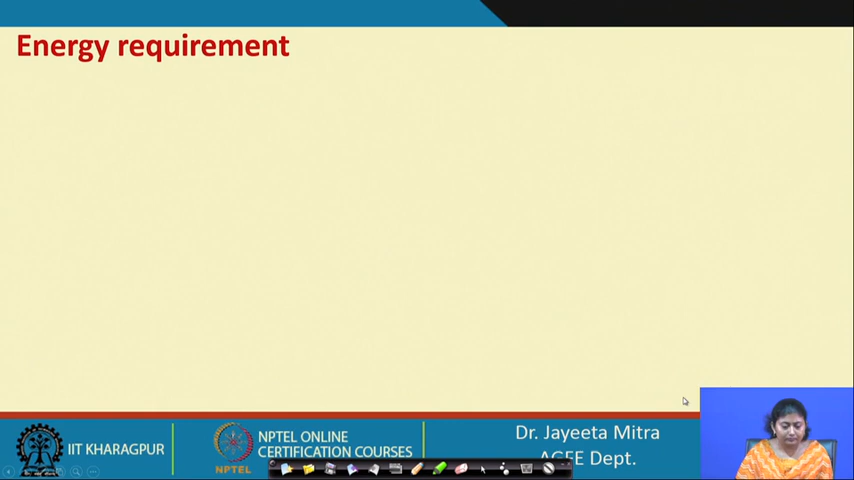 Energy requirement
IIT KHARAGPUR
NPTEL
NPTEL ONLINE
CERTIFICATION COURSES
Dr. Jayeeta Mitra
AGFE Dept.